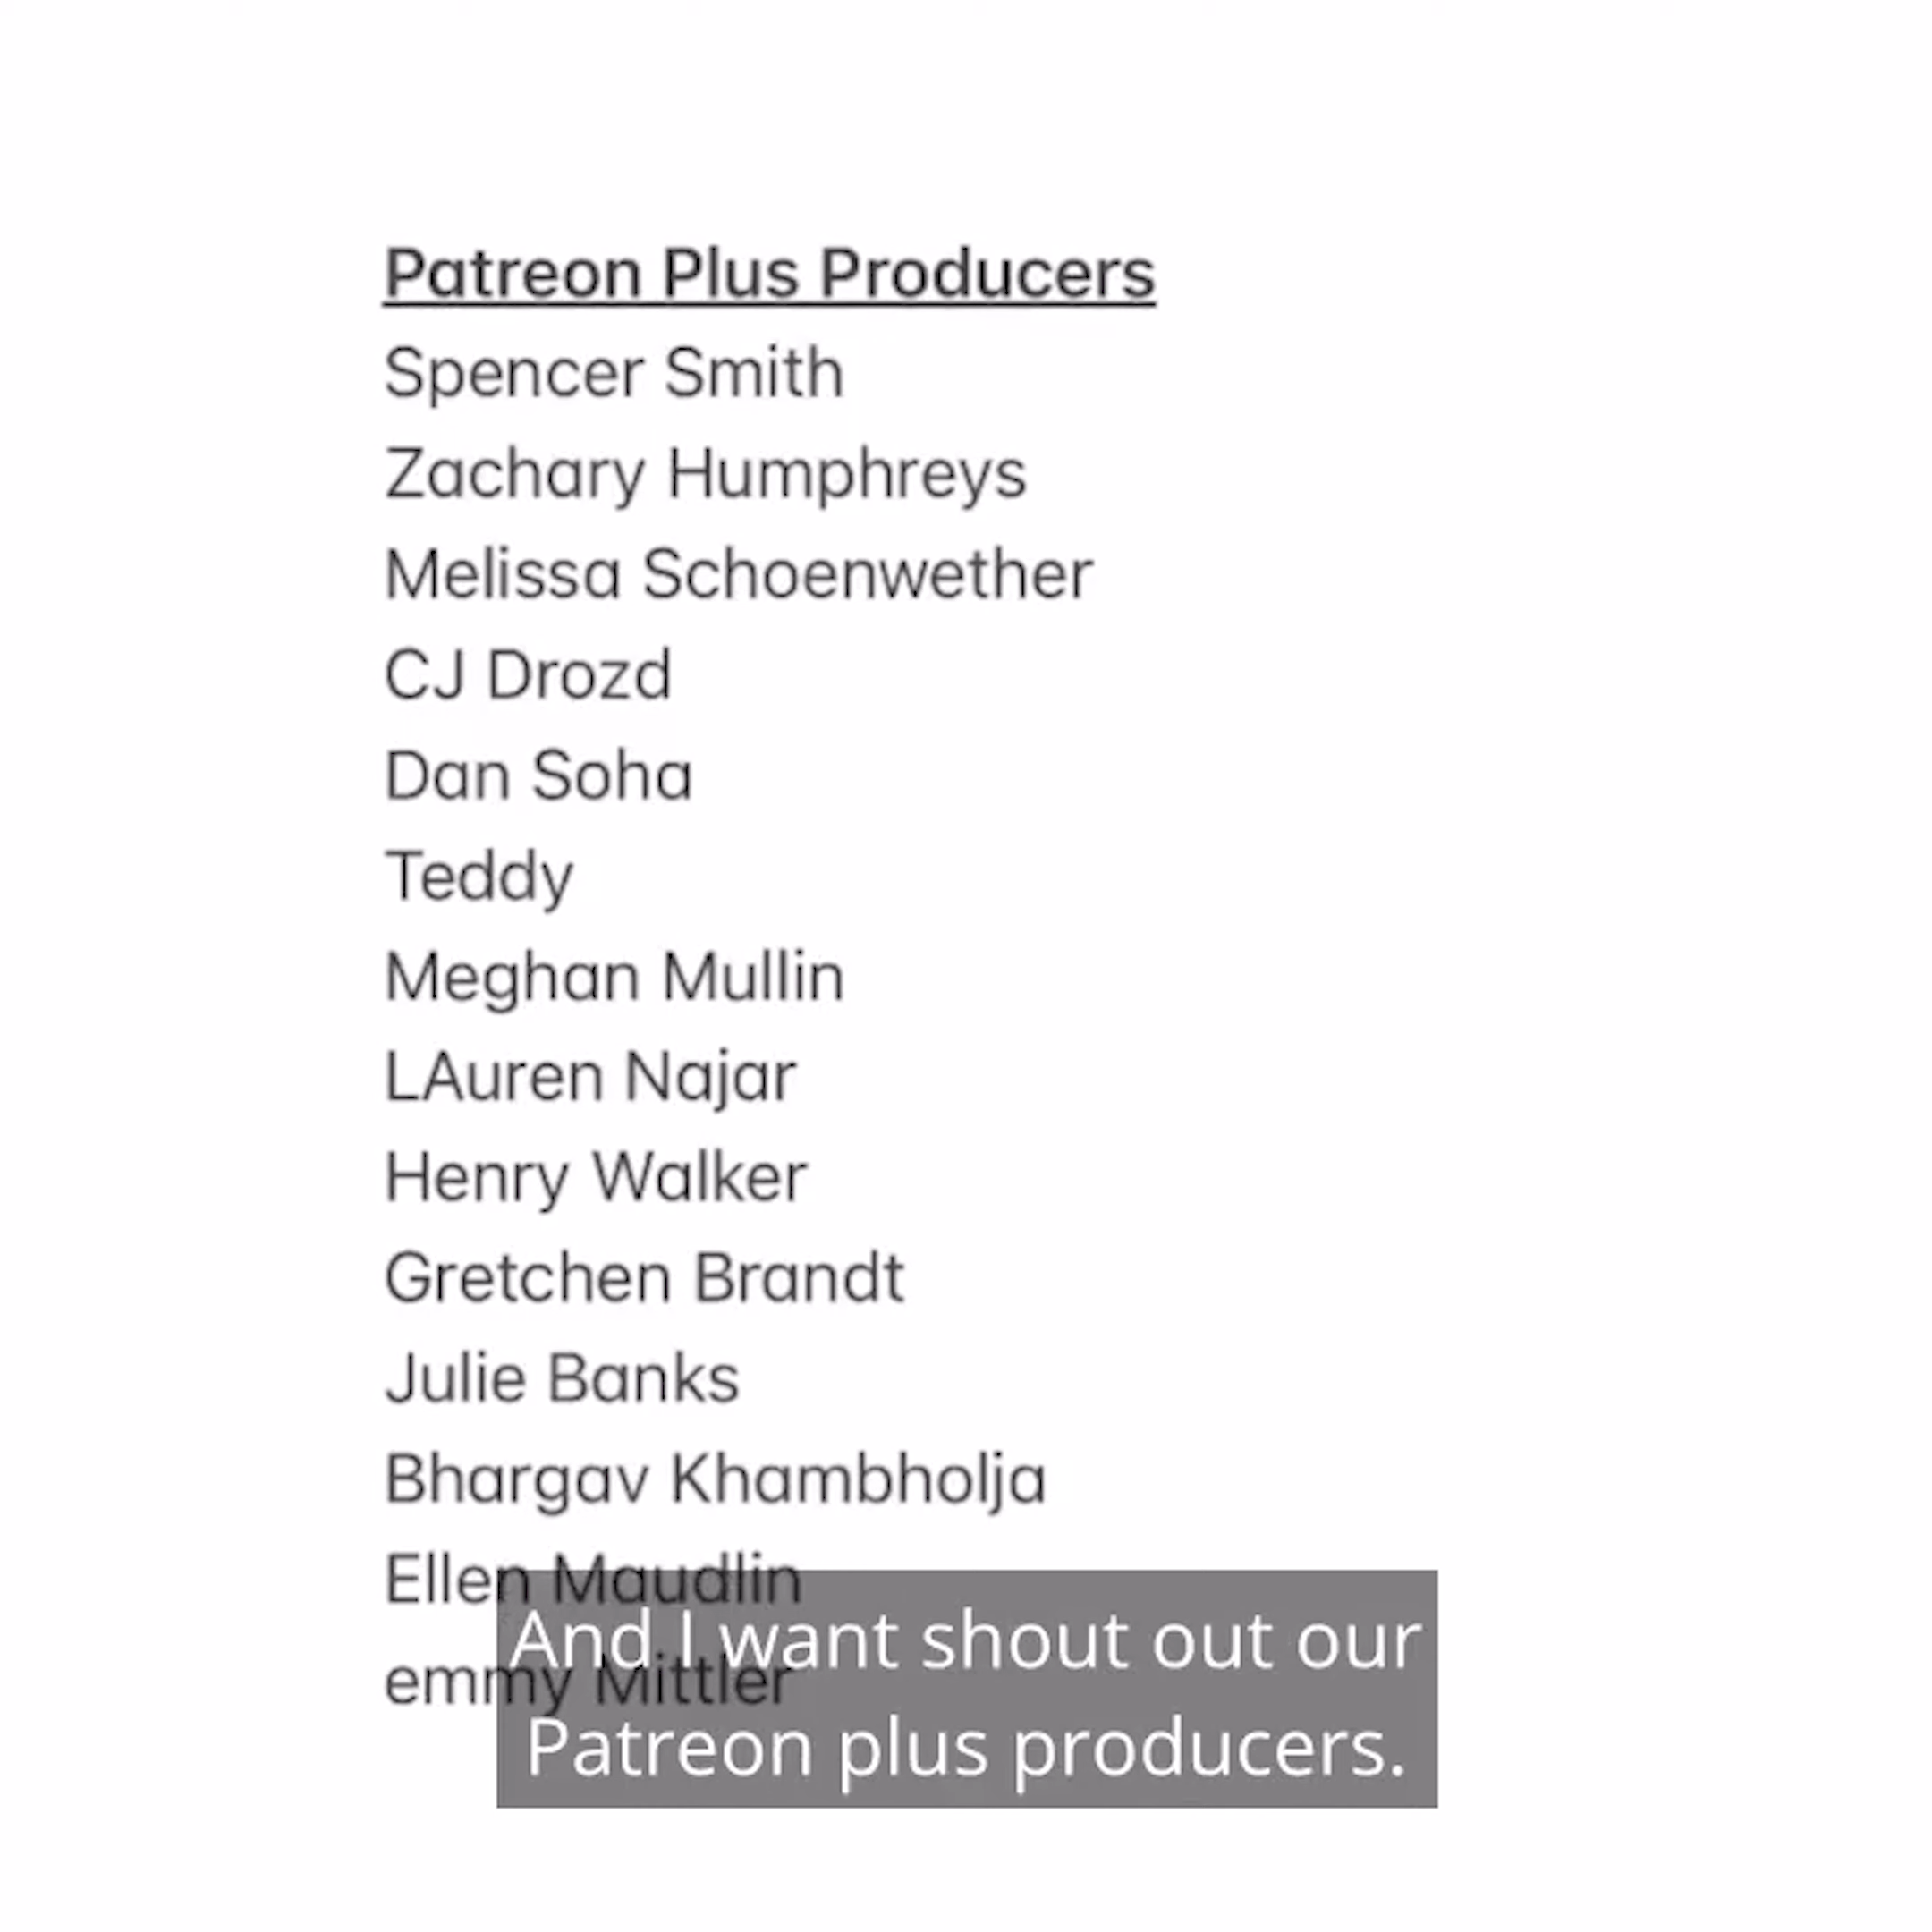 Patreon Plus Producers
Spencer Smith
Zachary Humphreys
Melissa Schoenwether
CJ Drozd
Dan Soha
Teddy
Meghan Mullin
LAuren Najar
Henry Walker
Gretchen Brandt
Julie Banks
Bhargav Khambholja
Ellen Maudlin
emmy Mittler
And I want shout out our
Patreon plus producers.